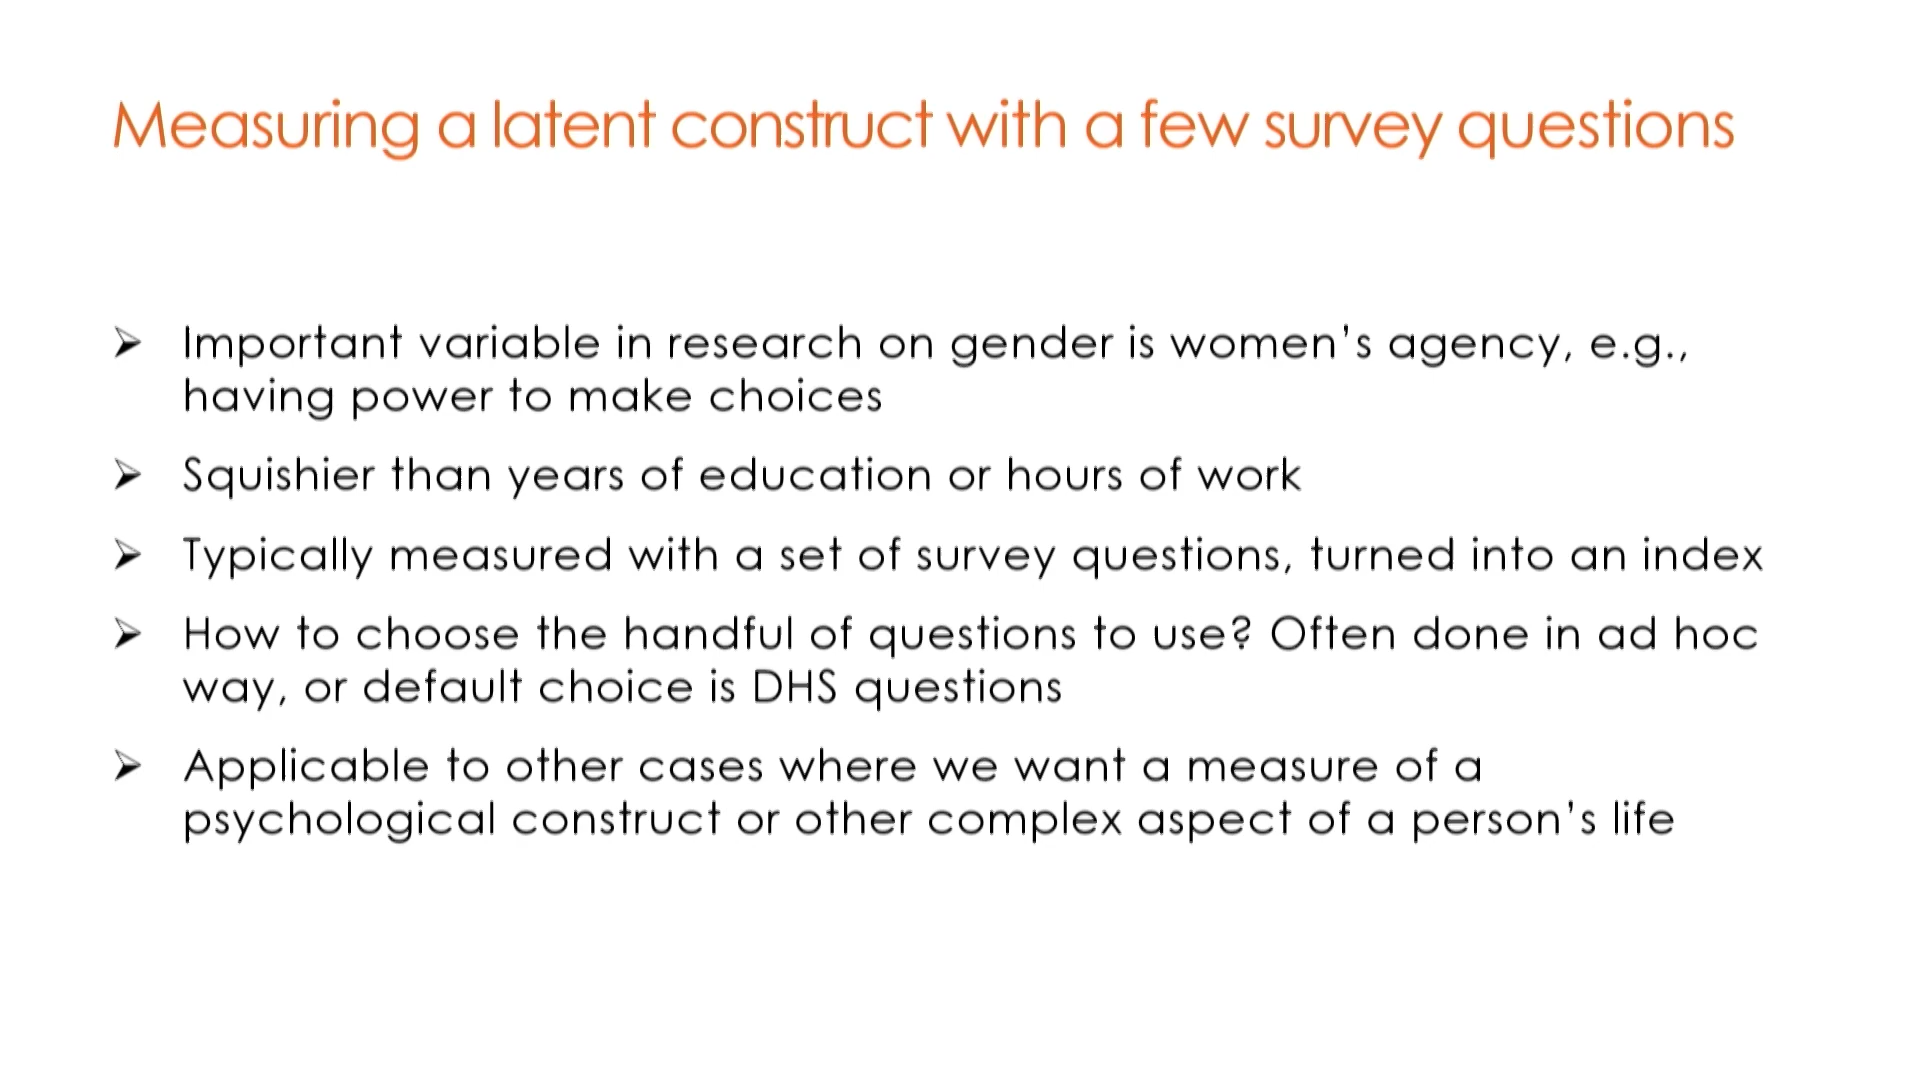 Measuring a latent construct with a few survey questions
➢ Important variable in research on gender is women's agency, e.g.,
having power to make choices
➢ Squishier than years of education or hours of work
➢ Typically measured with a set of survey questions, turned into an index
➢ How to choose the handful of questions to use? Often done in ad hoc
way, or default choice is DHS questions
➢ Applicable to other cases where we want a measure of a
psychological construct or other complex aspect of a person's life